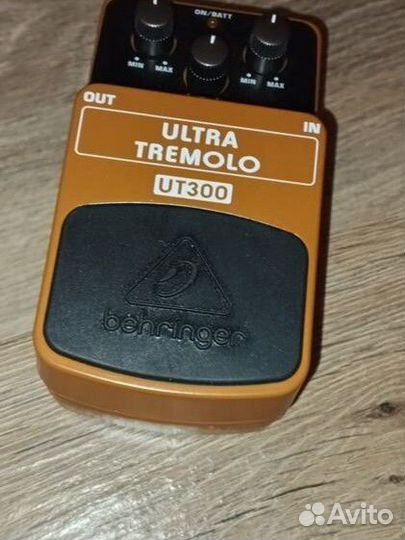 ON/BATT
MIN MAX MIN MAX
OUT IN
ULTRA
TREMOLO
UT300
behringer
Avito